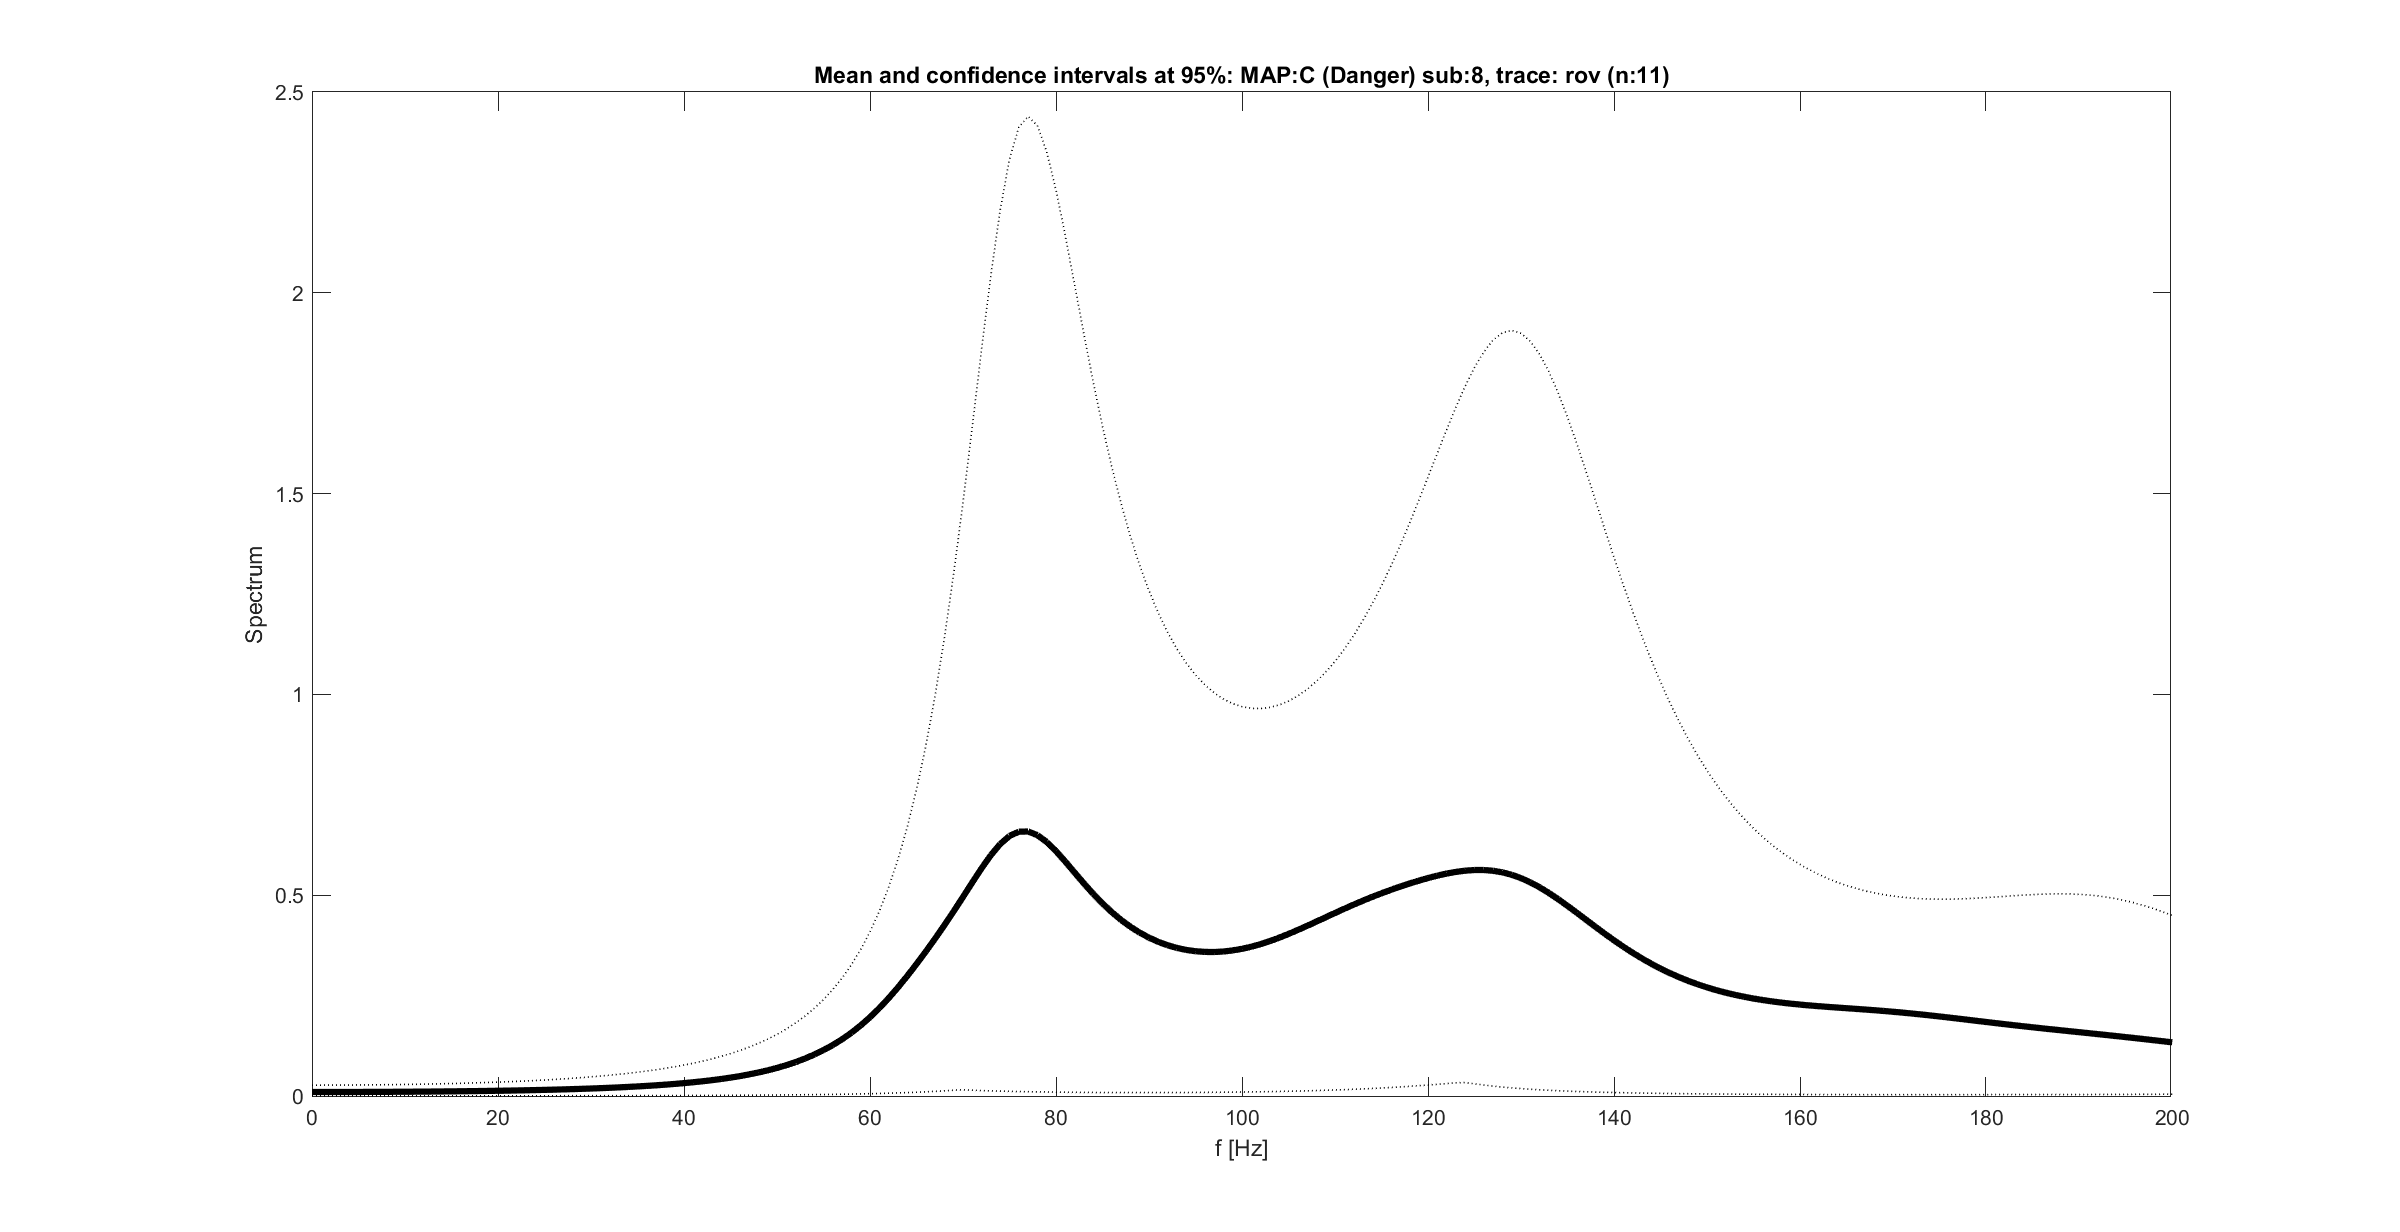 Mean and confidence intervals at 95%: MAP:C (Danger) sub:8, trace: rov (n:11)
2.5
2
1.5
1
0.5
0
Spectrum
0 20 40 60 80 100 120 140 160 180 200
f [Hz]